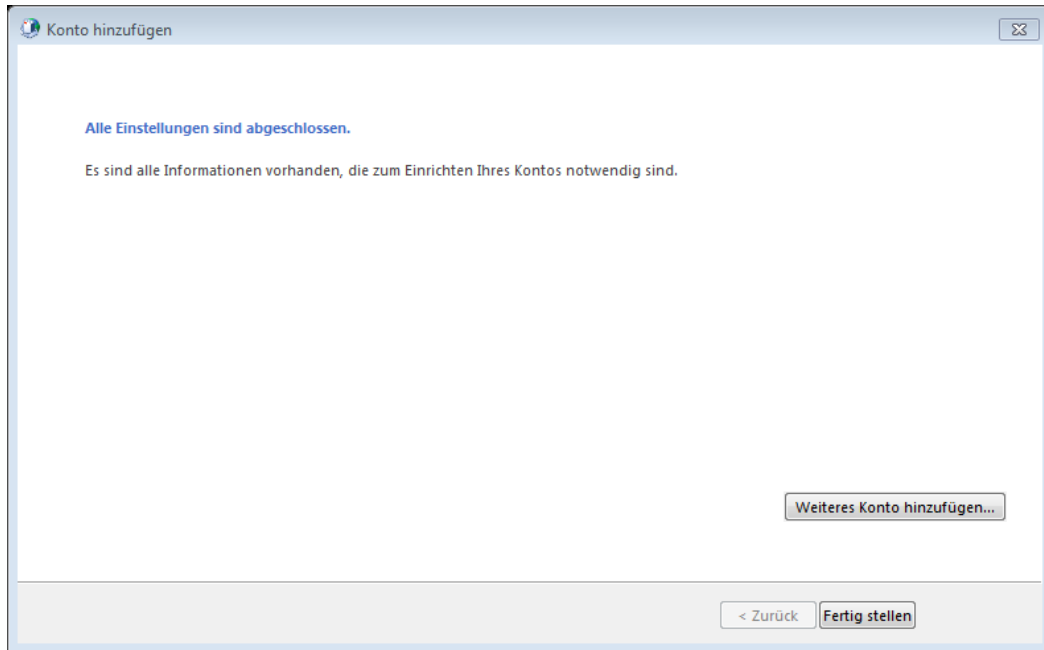 Konto hinzufügen
Alle Einstellungen sind abgeschlossen.
Es sind alle Informationen vorhanden, die zum Einrichten Ihres Kontos notwendig sind.
Weiteres Konto hinzufügen...
< Zurück Fertig stellen